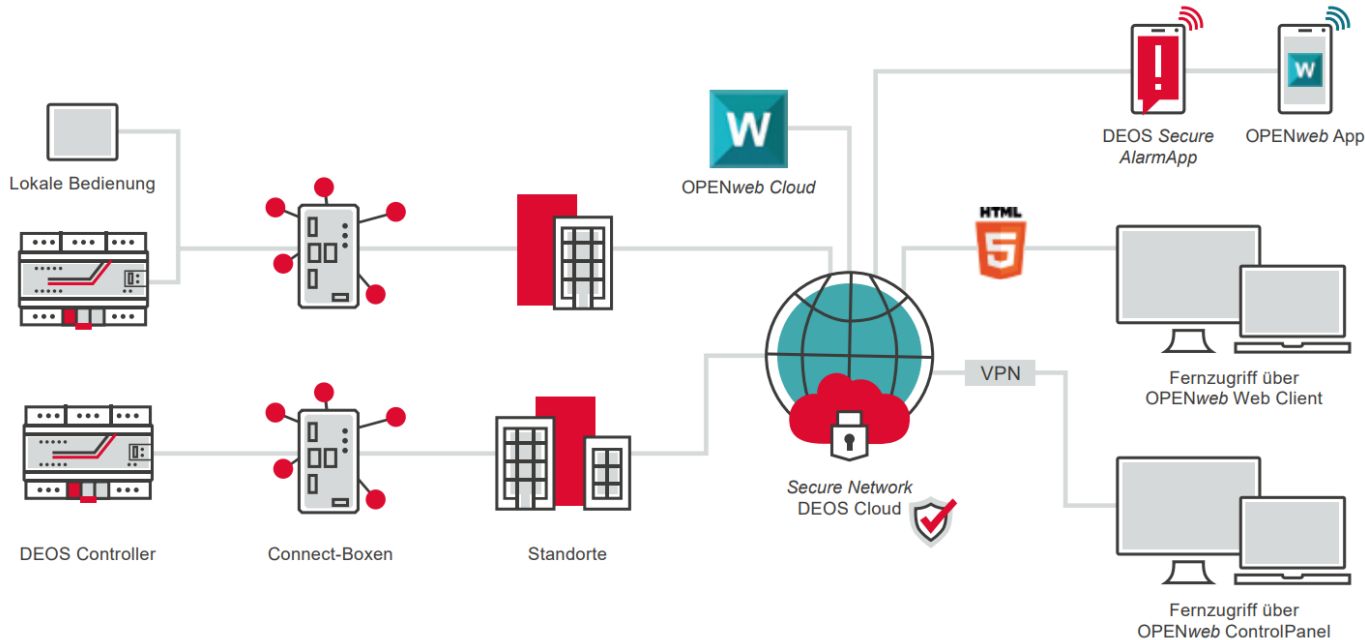 DEOS Secure
AlarmApp
OPENweb App
W
W
Lokale Bedienung
OPENweb Cloud
HTML
5
VPN
Fernzugriff über
OPENweb Web Client
Secure Network
DEOS Cloud
DEOS Controller
Connect-Boxen
Standorte
Fernzugriff über
OPENweb ControlPanel